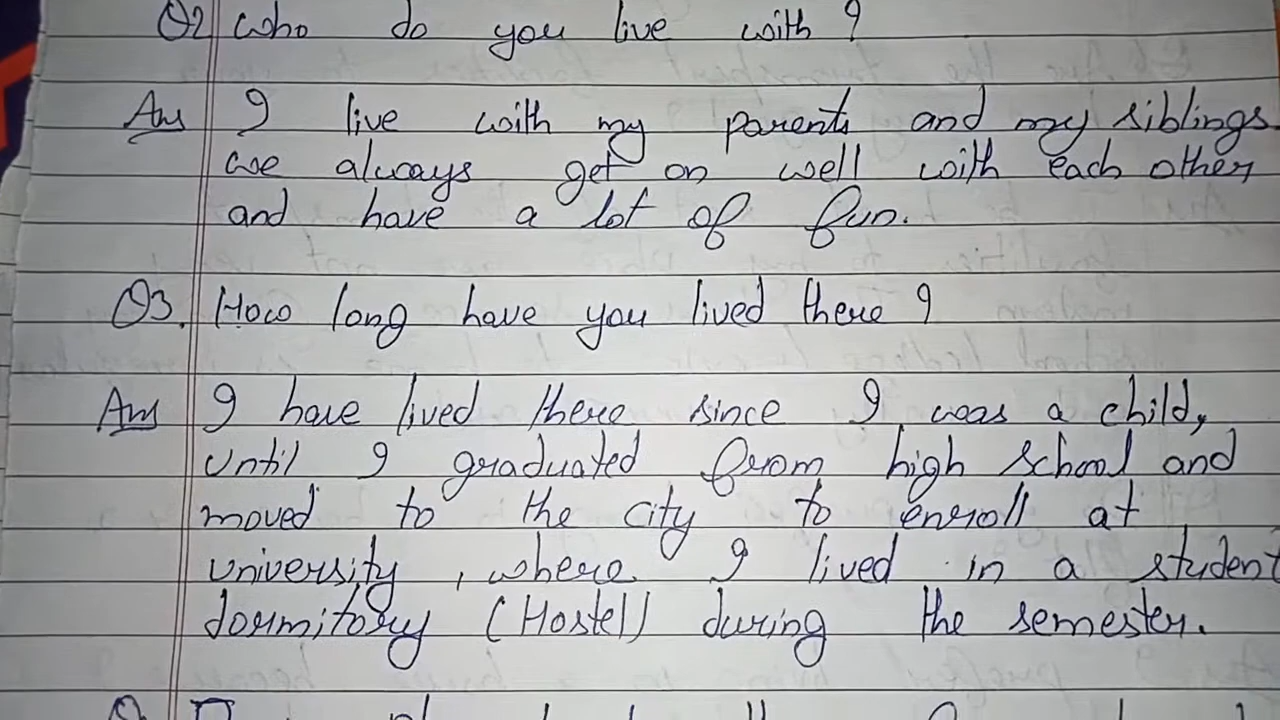 Q2 Who do you live with ?
Ans I live with my parents and my siblings
we always get on well with each other
and have a lot of fun.
Q3. How long have you lived there ?
Ans I have lived there since I was a child,
until I graduated from high school and
moved to the city to enroll at
university, where I lived in a student
dormitory (Hostel) during the semester.